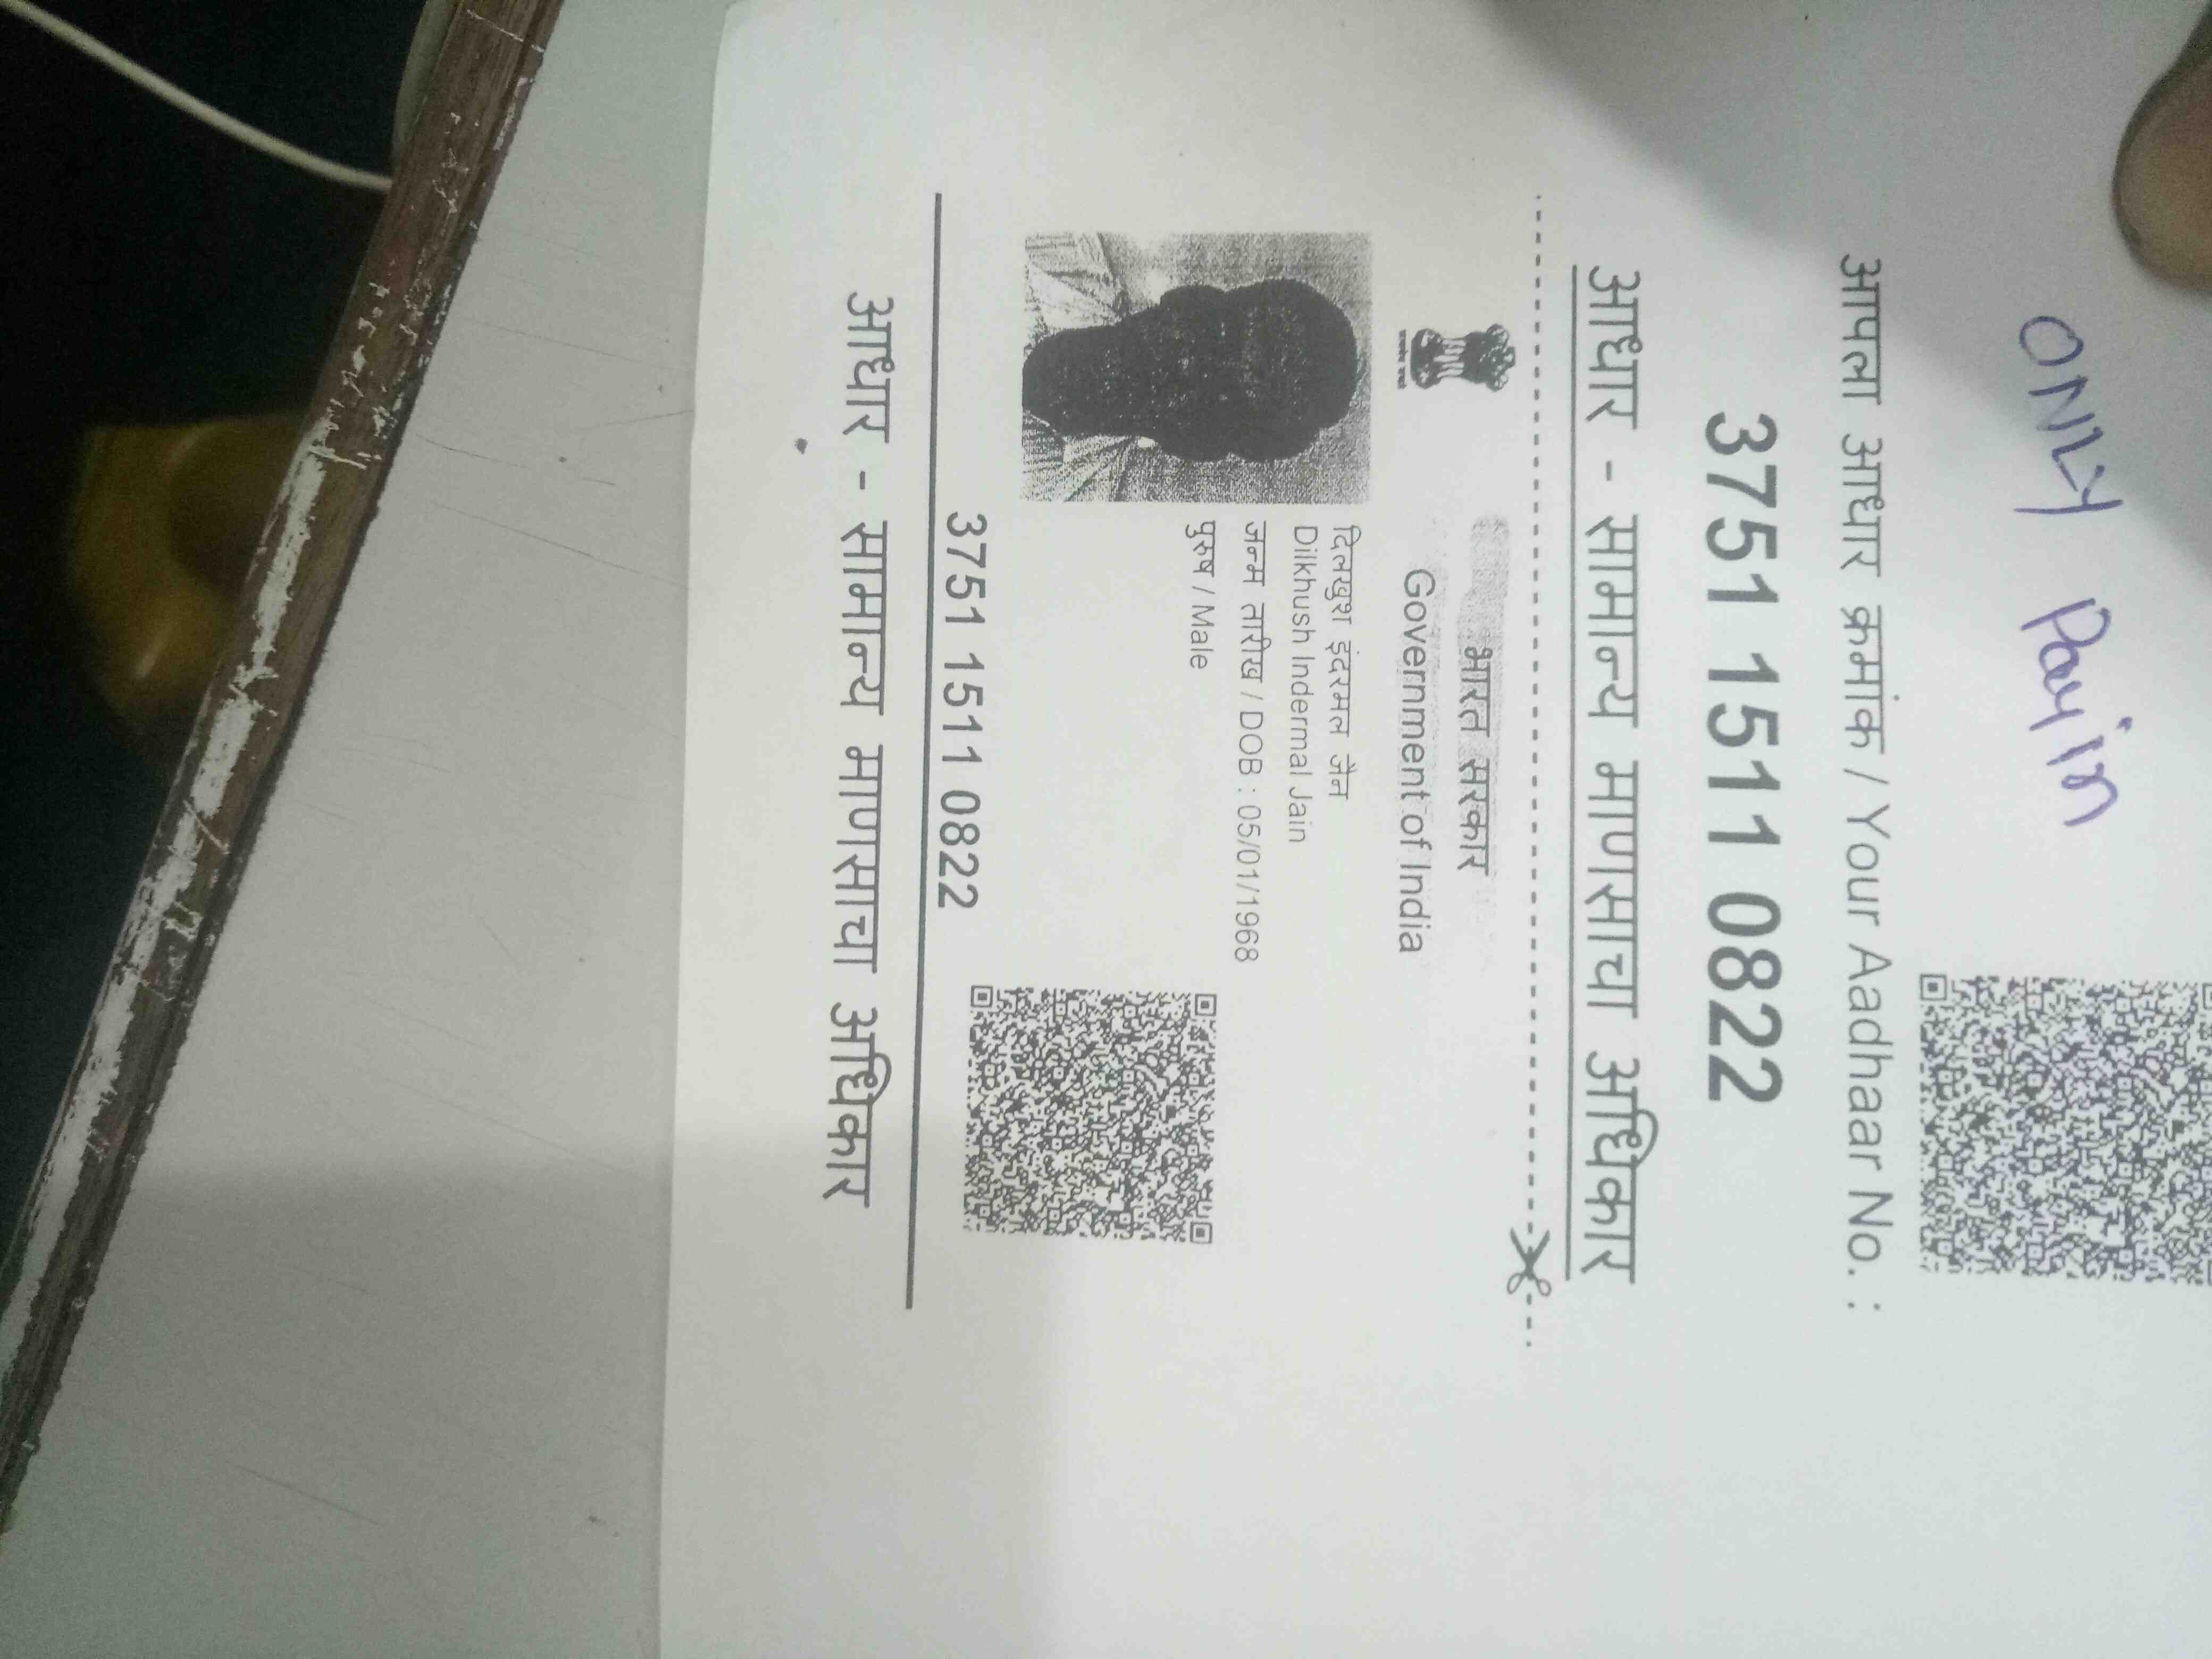 ONLY Payin
आपला आधार क्रमांक / Your Aadhaar No. :
3751 1511 0822
आधार - सामान्य माणसाचा अधिकार
भारत सरकार
Government of India
दिलखुश इंदरमल जैन
Dilkhush Indermal Jain
जन्म तारीख / DOB : 05/01/1968
पुरुष / Male
3751 1511 0822
आधार - सामान्य माणसाचा अधिकार